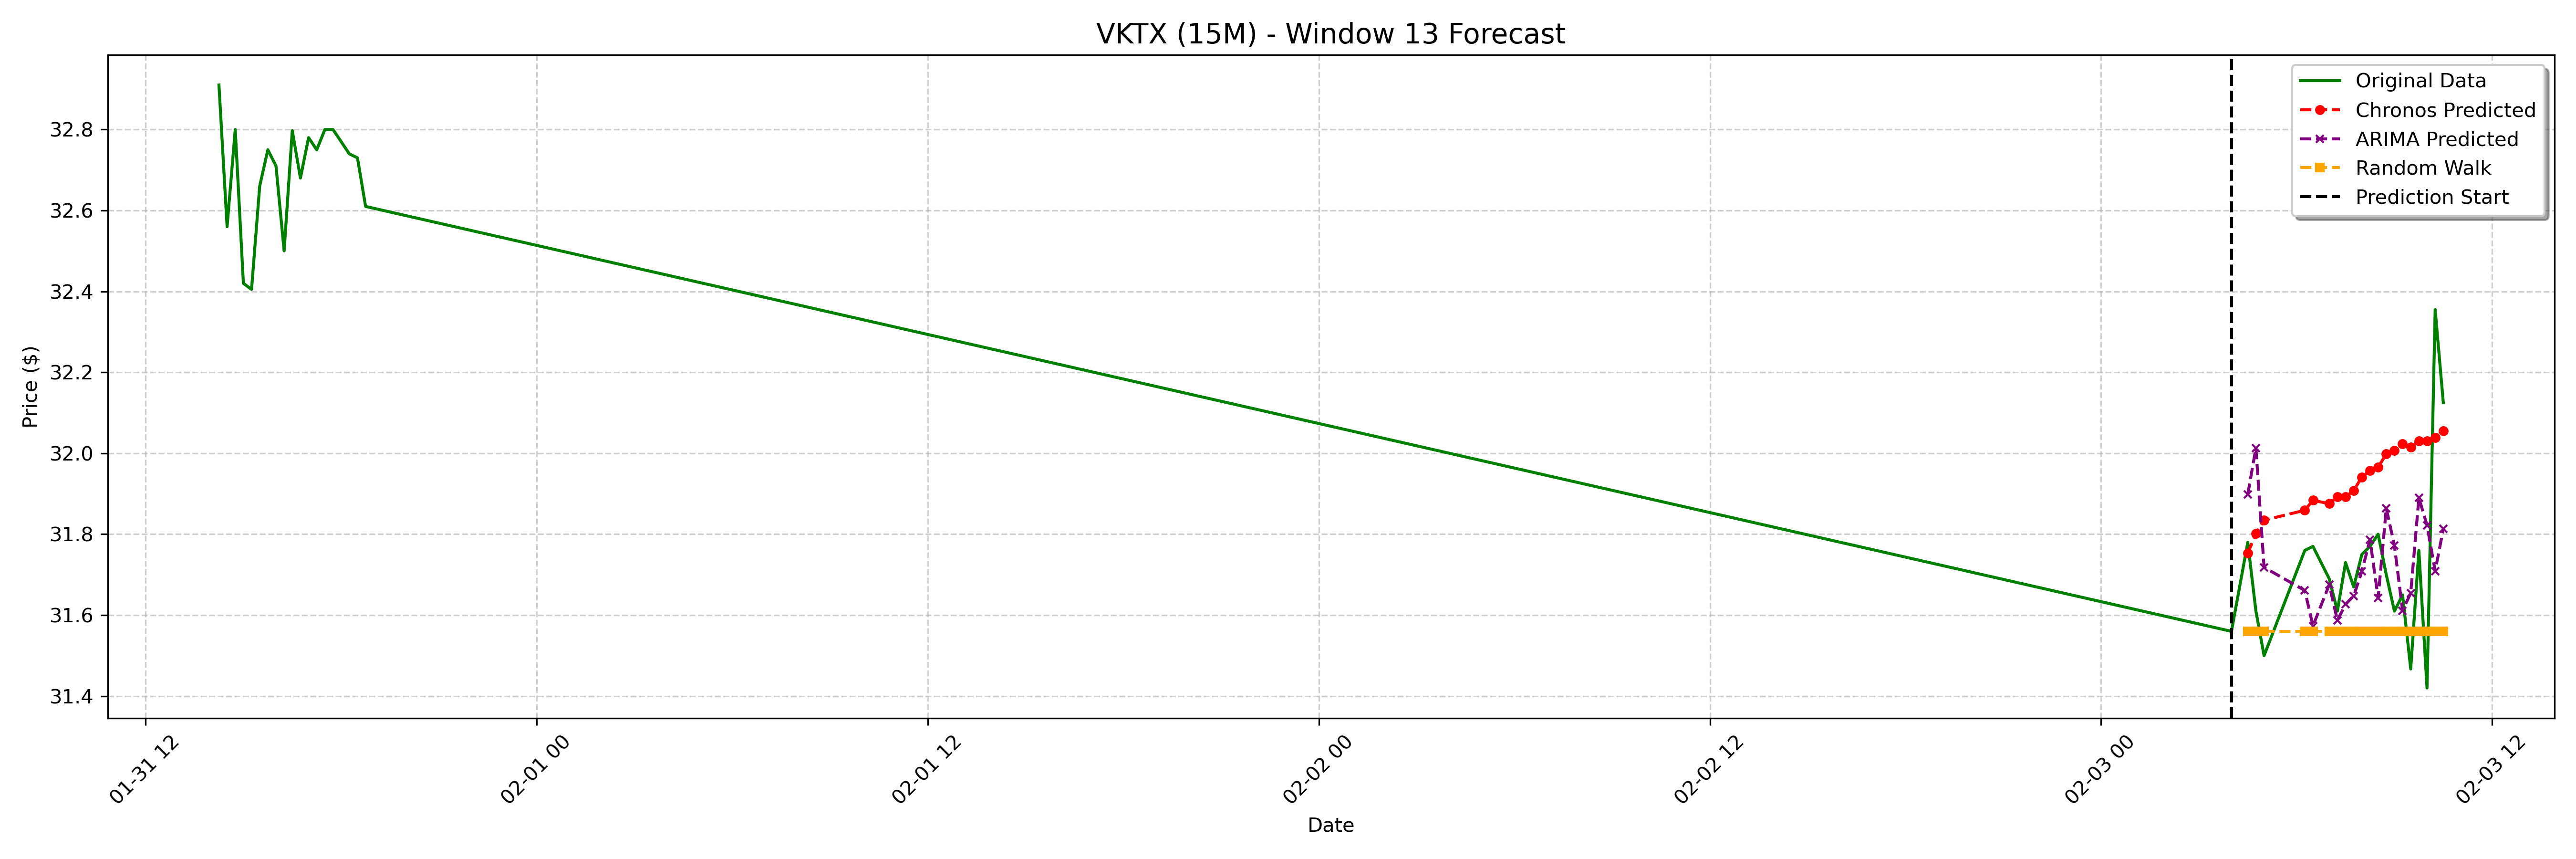 VKTX (15M) - Window 13 Forecast
Original Data
Chronos Predicted
ARIMA Predicted
Random Walk
Prediction Start
Price ($)
32.8
32.6
32.4
32.2
32.0
31.8
31.6
31.4
01-31 12
02-01 00
02-01 12
02-02 00
02-02 12
02-03 00
02-03 12
Date